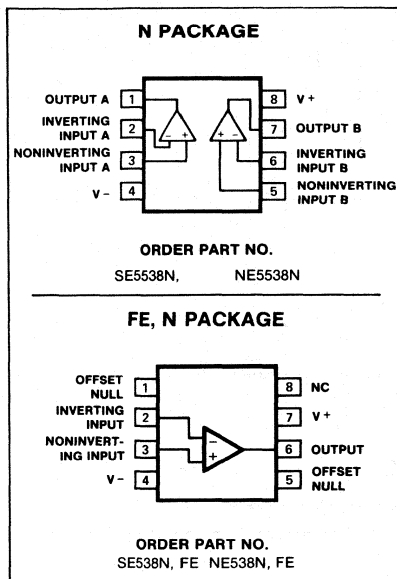 N PACKAGE
OUTPUT A 1
8 V+
INVERTING
INPUT A 2
7 OUTPUT B
NONINVERTING
INPUT A 3
6 INVERTING
INPUT B
V- 4
5 NONINVERTING
INPUT B
- +
+ -
ORDER PART NO.
SE5538N, NE5538N
FE, N PACKAGE
OFFSET
NULL 1
8 NC
INVERTING
INPUT 2
7 V+
NONINVERT-
ING INPUT 3
6 OUTPUT
V- 4
5 OFFSET
NULL
-
+
ORDER PART NO.
SE538N, FE NE538N, FE